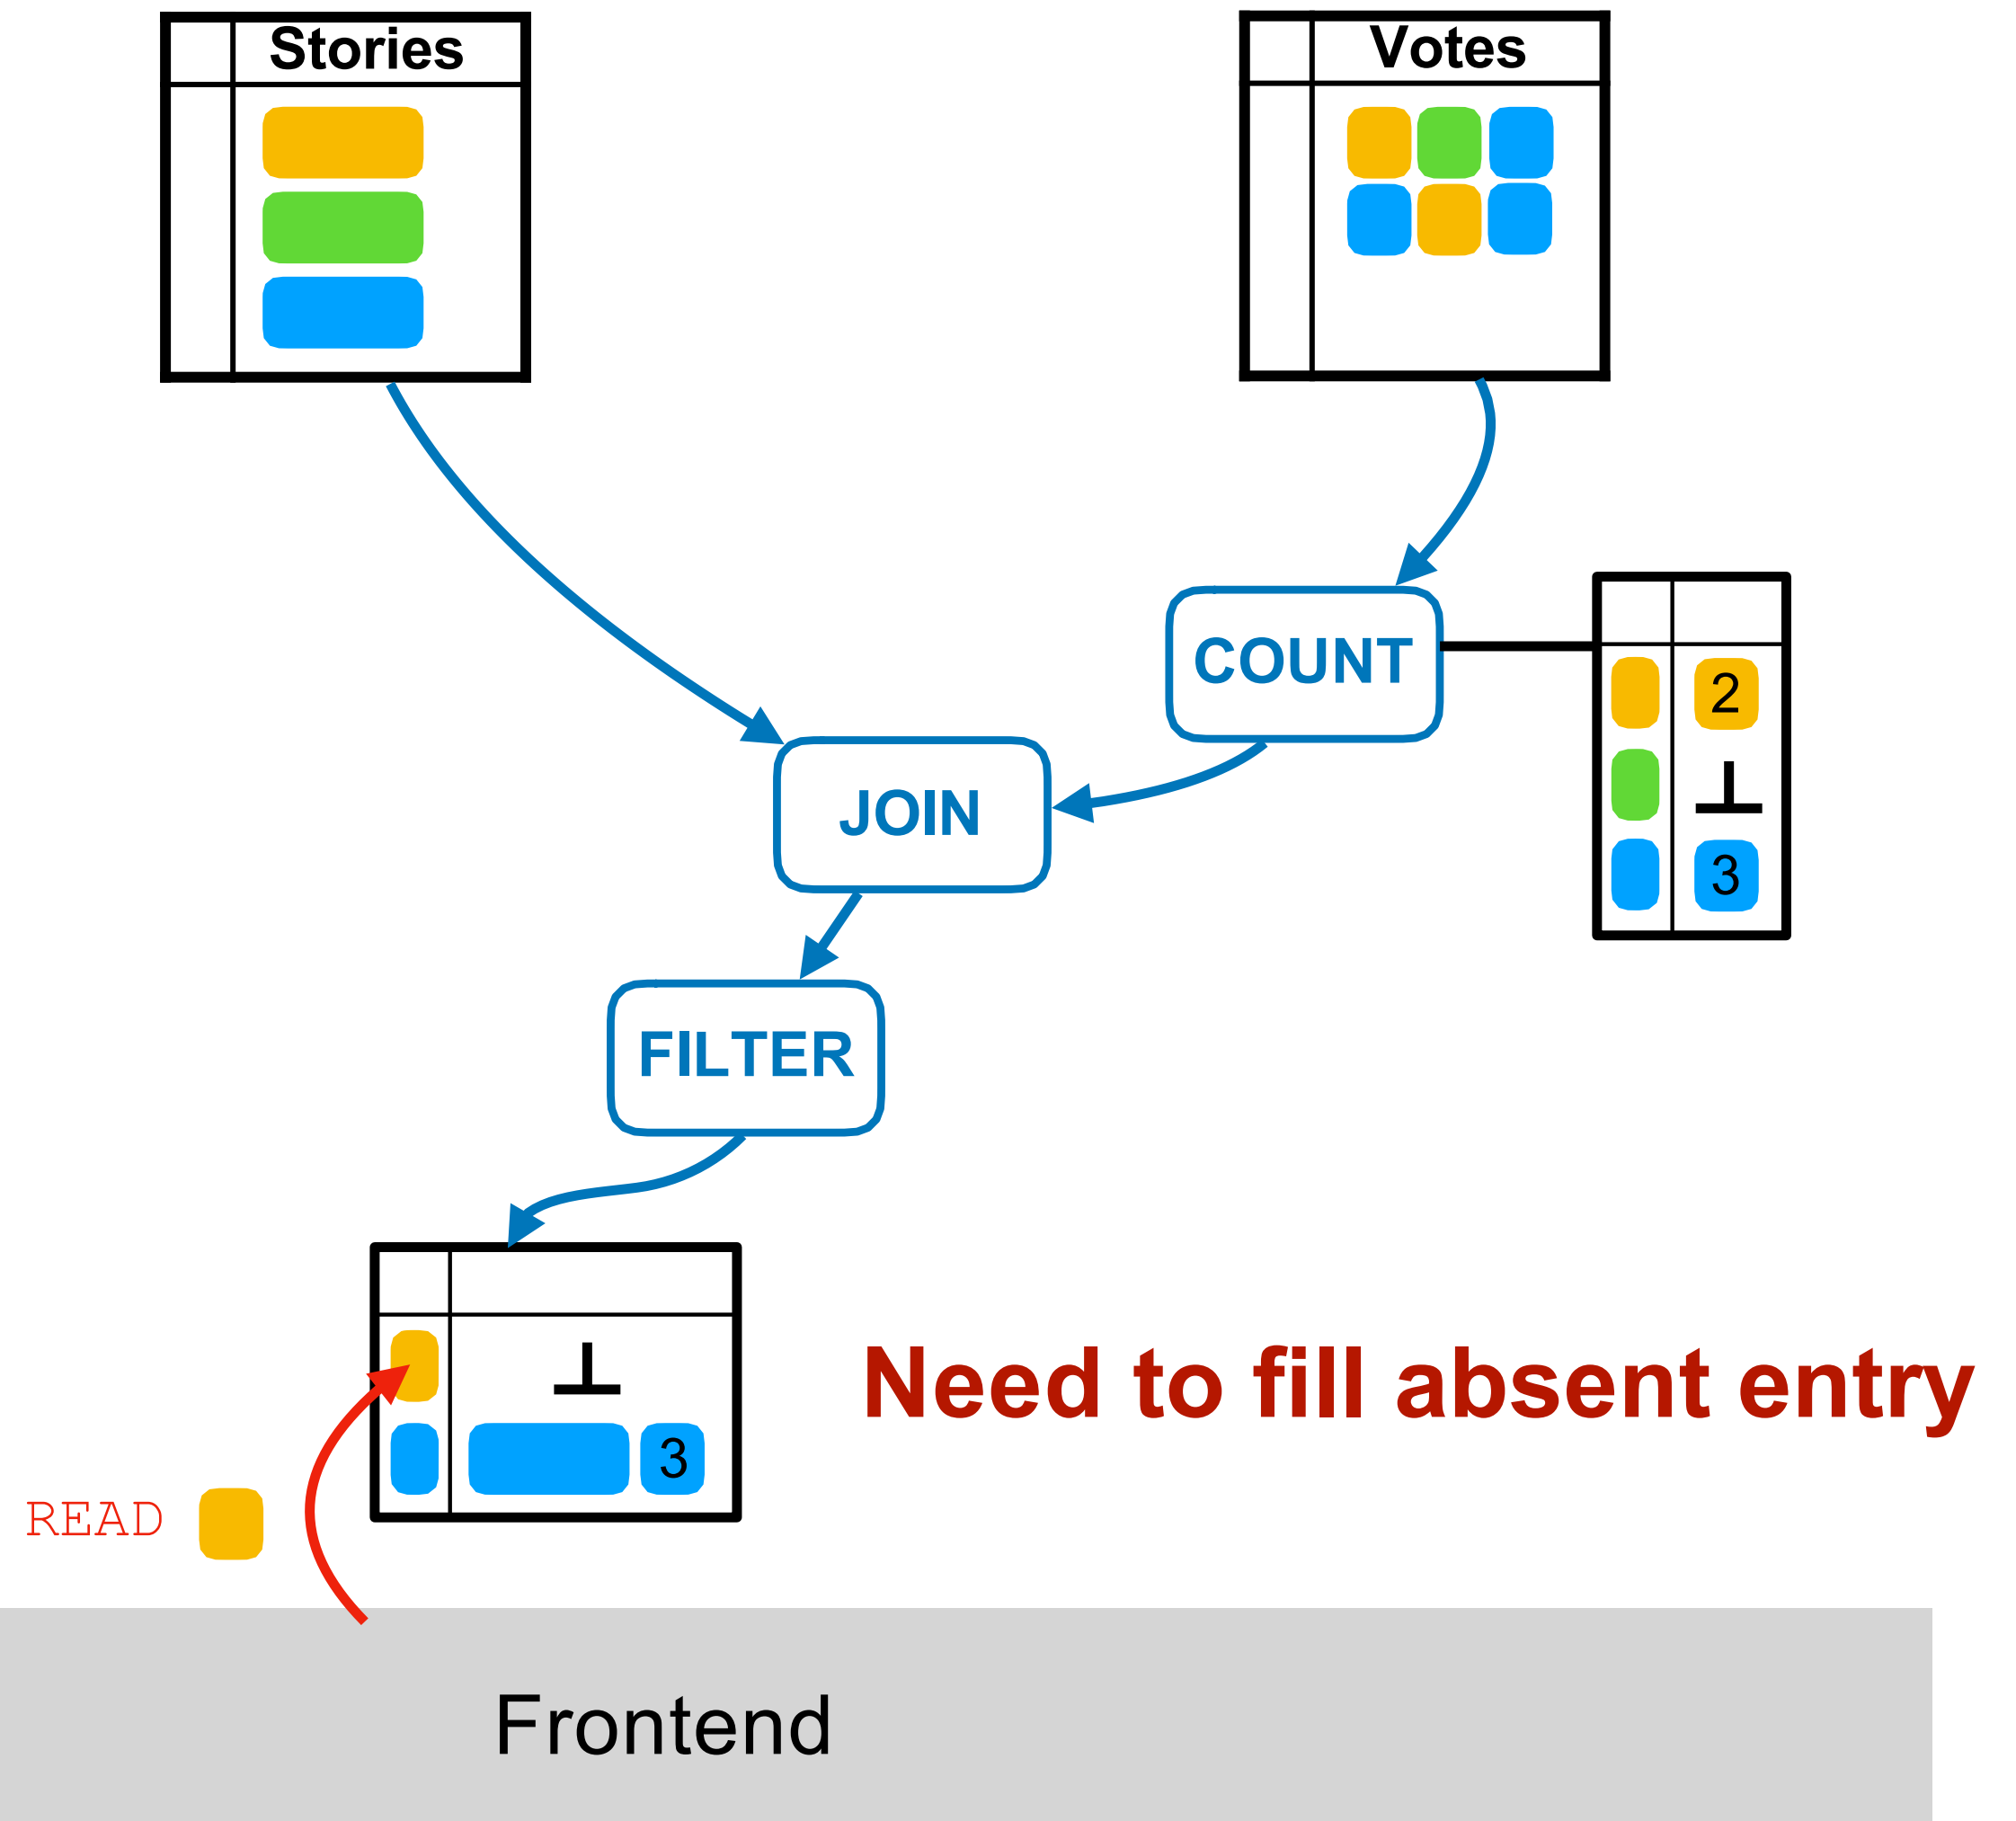 Stories
Votes
COUNT
2
⊥
3
JOIN
FILTER
⊥
Need to fill absent entry
3
READ
Frontend